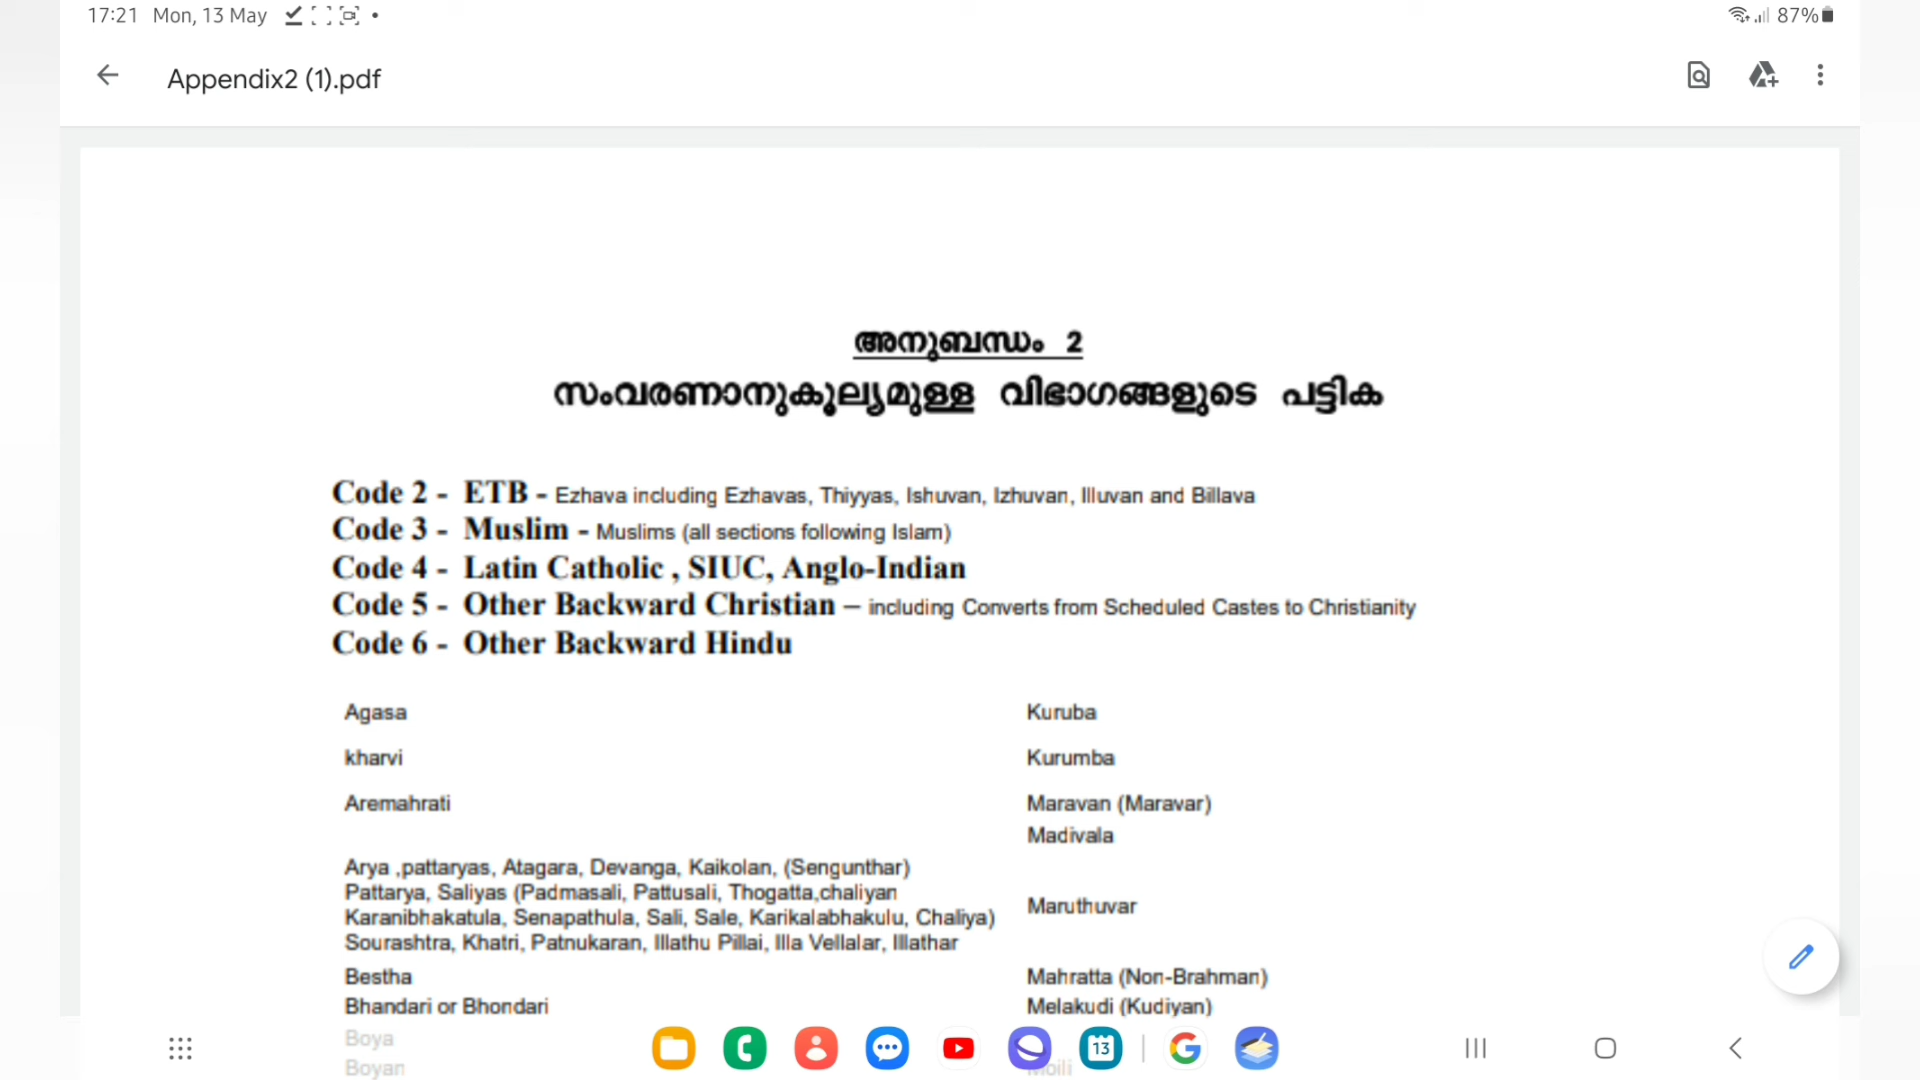 17:21 Mon, 13 May
87%
Appendix2 (1).pdf
അനുബന്ധം 2
സംവരണാനുകൂല്യമുള്ള വിഭാഗങ്ങളുടെ പട്ടിക
Code 2 - ETB - Ezhava including Ezhavas, Thiyyas, Ishuvan, Izhuvan, Illuvan and Billava
Code 3 - Muslim - Muslims (all sections following Islam)
Code 4 - Latin Catholic , SIUC, Anglo-Indian
Code 5 - Other Backward Christian – including Converts from Scheduled Castes to Christianity
Code 6 - Other Backward Hindu
Agasa Kuruba
kharvi Kurumba
Aremahrati Maravan (Maravar)
Madivala
Arya ,pattaryas, Atagara, Devanga, Kaikolan, (Sengunthar)
Pattarya, Saliyas (Padmasali, Pattusali, Thogatta,chaliyan
Karanibhakatula, Senapathula, Sali, Sale, Karikalabhakulu, Chaliya)
Sourashtra, Khatri, Patnukaran, Illathu Pillai, Illa Vellalar, Illathar
Maruthuvar
Bestha Mahratta (Non-Brahman)
Bhandari or Bhondari Melakudi (Kudiyan)
Boya
Boyan Moili
13